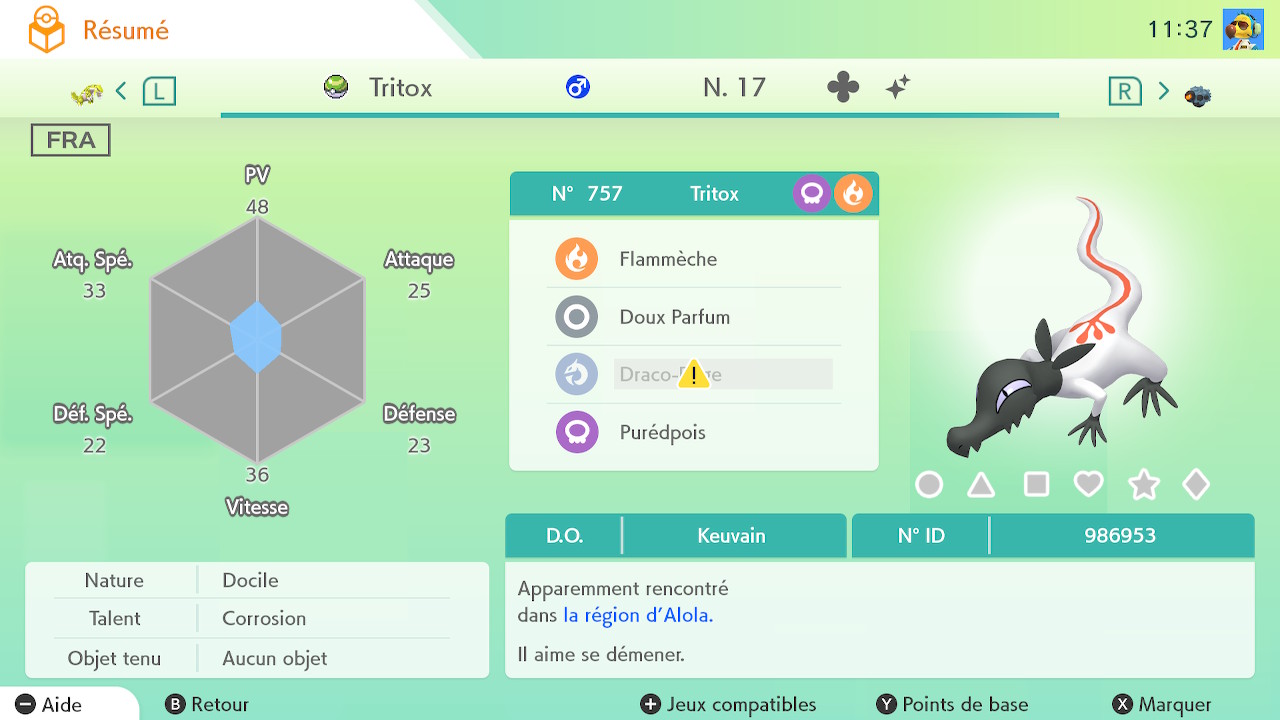 Résumé
11:37
L
Tritox
N. 17
R
FRA
PV
48
Atq. Spé.
33
Attaque
25
Déf. Spé.
22
Défense
23
36
Vitesse
N° 757 Tritox
Flammèche
Doux Parfum
Purédpois
D.O. Keuvain
N° ID 986953
Nature Docile
Talent Corrosion
Objet tenu Aucun objet
Apparemment rencontré
dans la région d'Alola.
Il aime se démener.
Aide
B Retour
Jeux compatibles
Y Points de base
X Marquer